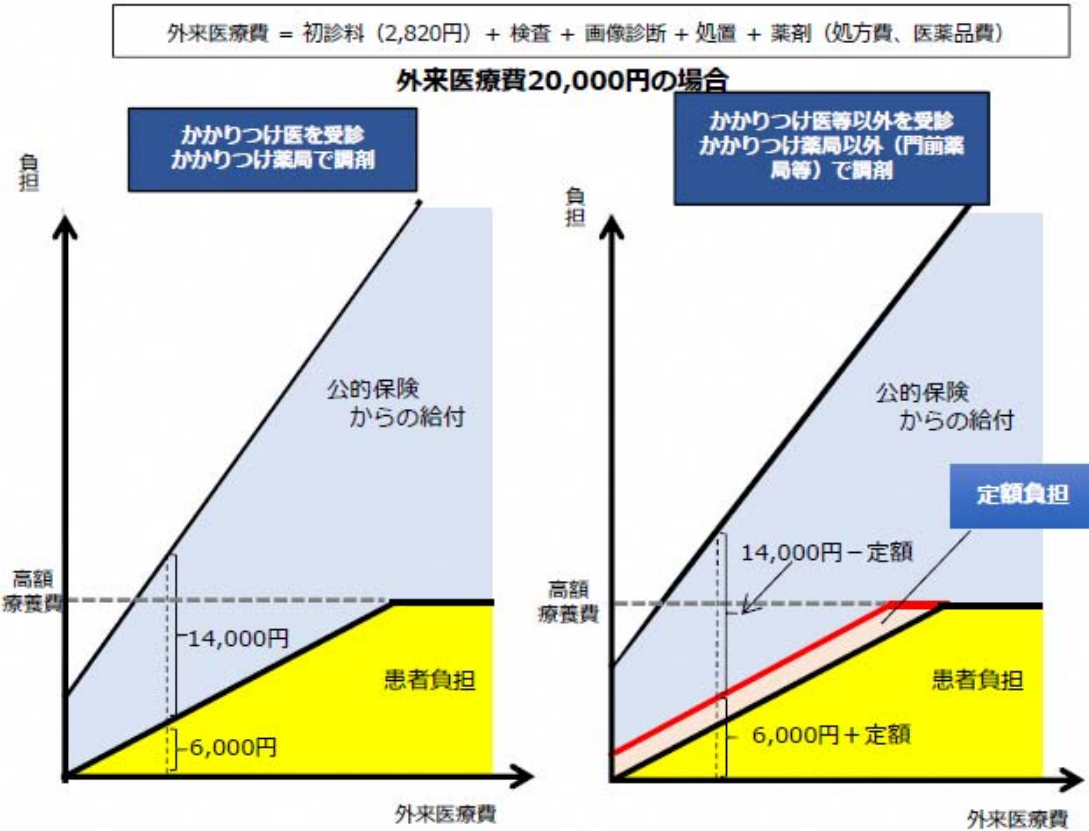 外来医療費 = 初診料（2,820円）+ 検査 + 画像診断 + 処置 + 薬剤（処方費、医薬品費）
外来医療費20,000円の場合
かかりつけ医を受診
かかりつけ薬局で調剤
負担
公的保険
からの給付
高額
療養費
14,000円
患者負担
6,000円
外来医療費
かかりつけ医等以外を受診
かかりつけ薬局以外（門前薬
局等）で調剤
負担
公的保険
からの給付
定額負担
14,000円－定額
高額
療養費
患者負担
6,000円＋定額
外来医療費